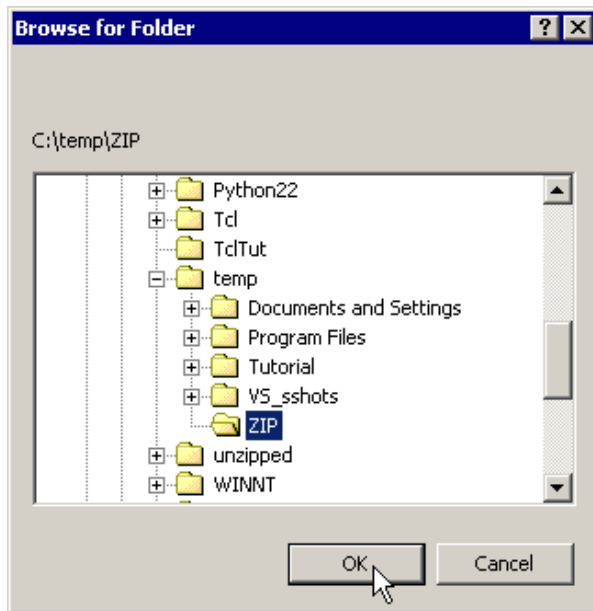 Browse for Folder
C:\temp\ZIP
Python22
Tcl
TclTut
temp
Documents and Settings
Program Files
Tutorial
VS_sshots
ZIP
unzipped
WINNT
OK Cancel